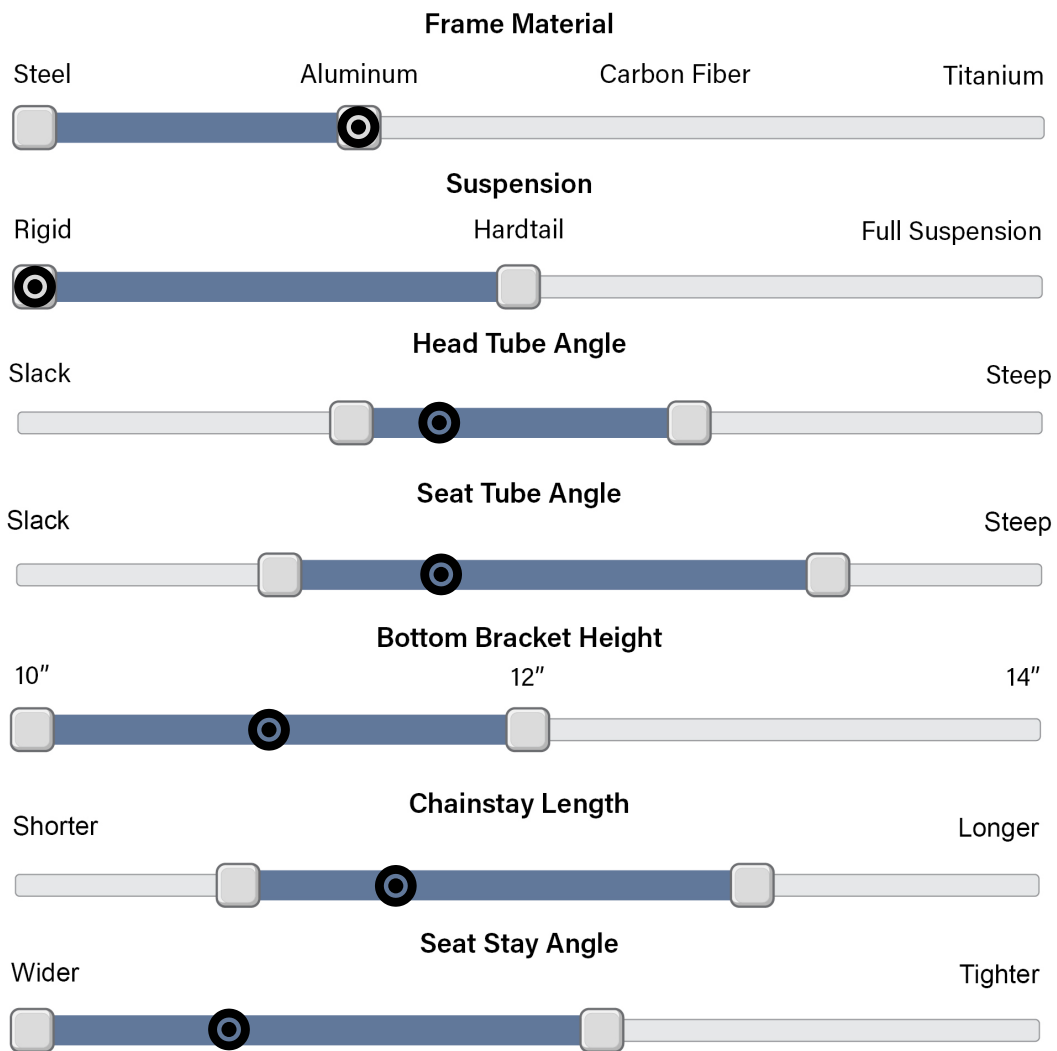 Frame Material
Steel Aluminum Carbon Fiber Titanium
Suspension
Rigid Hardtail Full Suspension
Head Tube Angle
Slack Steep
Seat Tube Angle
Slack Steep
Bottom Bracket Height
10” 12” 14”
Chainstay Length
Shorter Longer
Seat Stay Angle
Wider Tighter